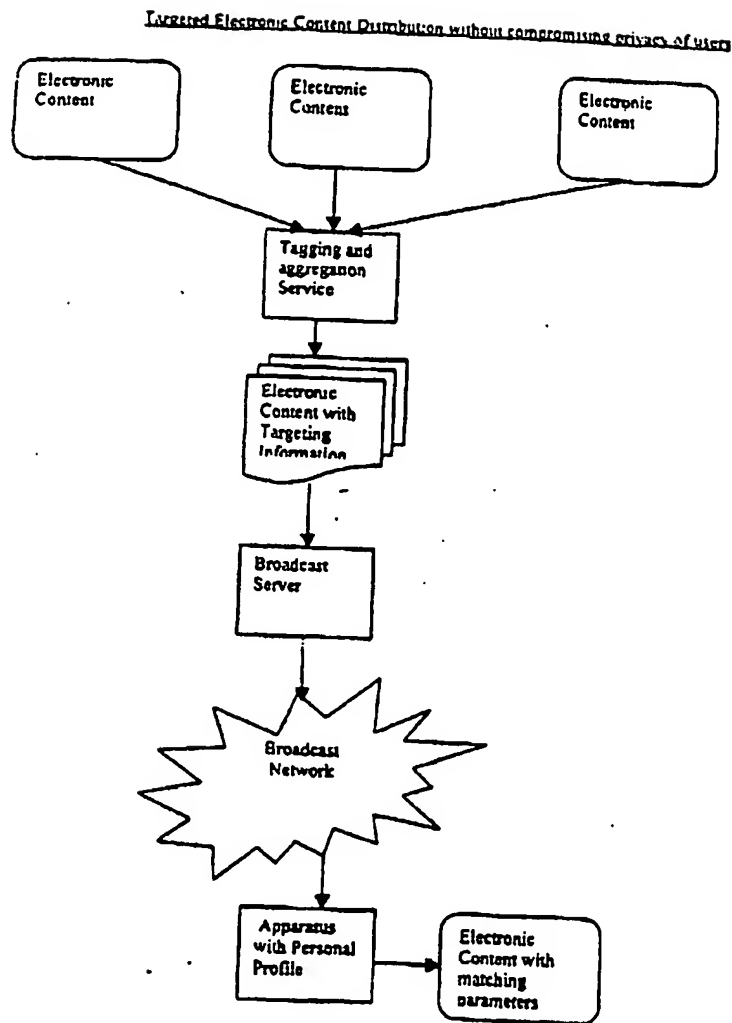 Targeted Electronic Content Distribution without compromising privacy of users
Electronic
Content
Electronic
Content
Electronic
Content
Tagging and
aggregation
Service
Electronic
Content with
Targeting
Information
Broadcast
Server
Broadcast
Network
Apparatus
with Personal
Profile
Electronic
Content with
matching
parameters